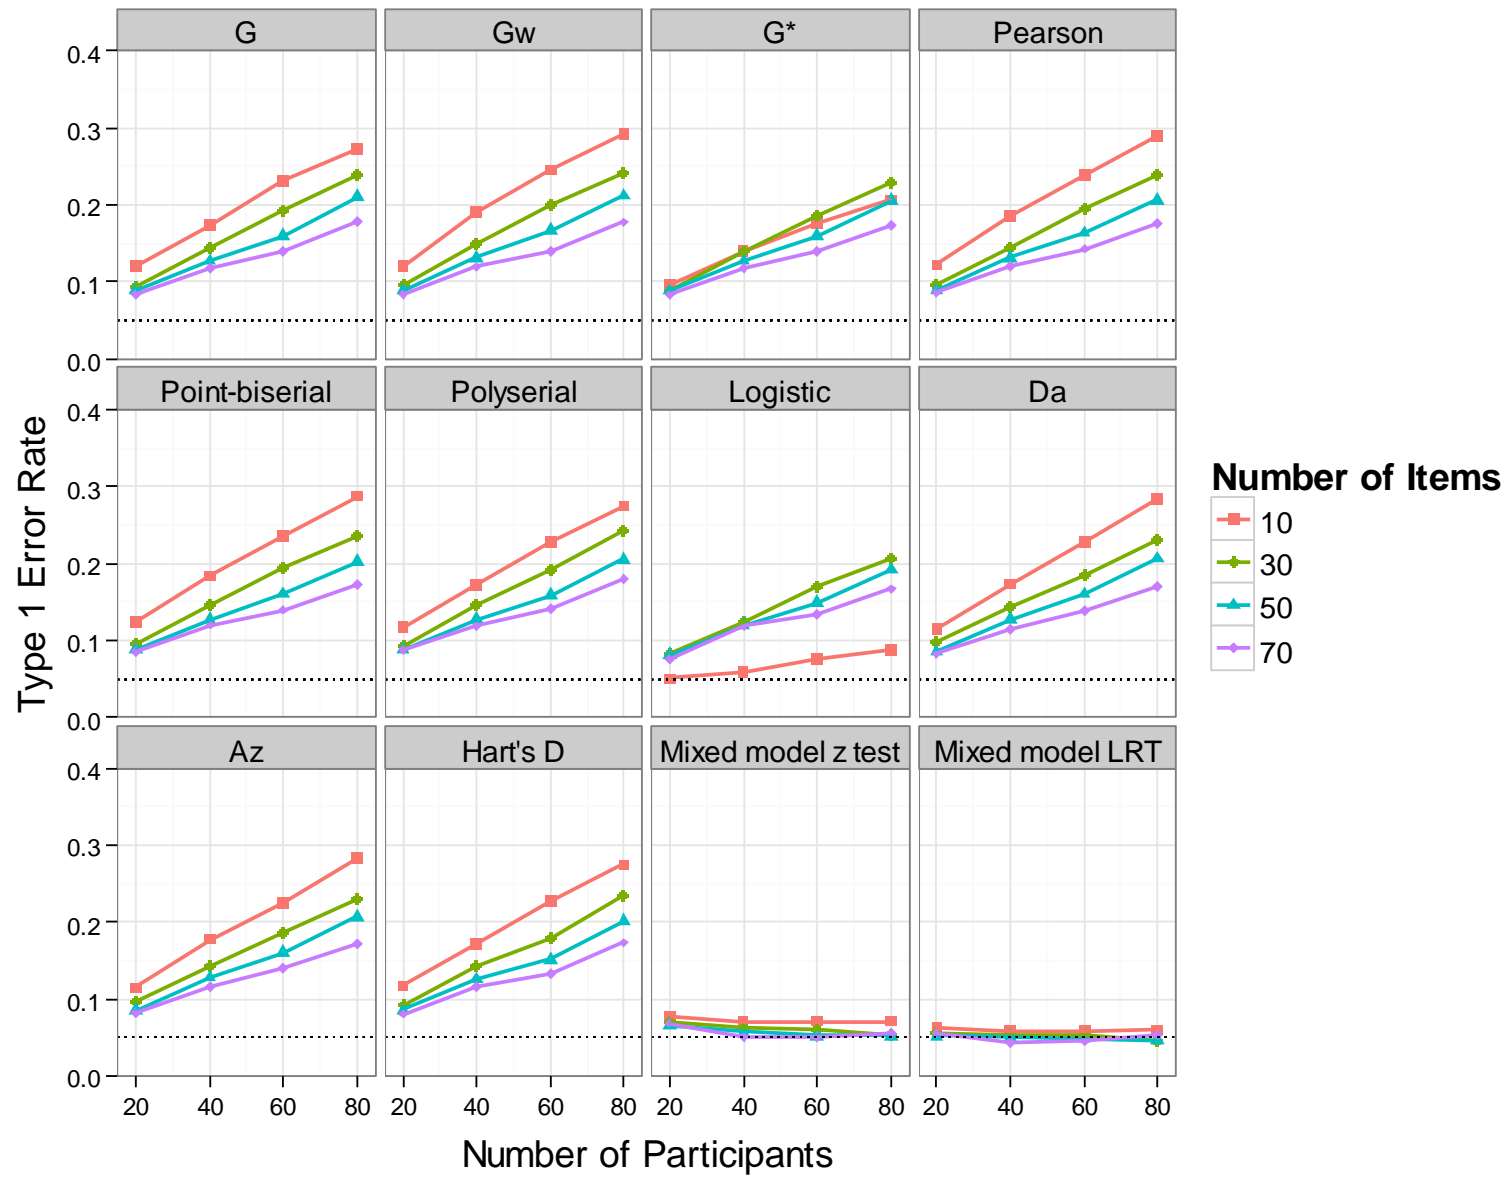 G Gw G* Pearson
0.4
0.3
0.2
0.1
0.0
Point-biserial Polyserial Logistic Da
0.4
0.3
0.2
0.1
0.0
Az Hart's D Mixed model z test Mixed model LRT
0.4
0.3
0.2
0.1
0.0
20 40 60 80 20 40 60 80 20 40 60 80 20 40 60 80
Number of Participants
Type 1 Error Rate
Number of Items
10
30
50
70